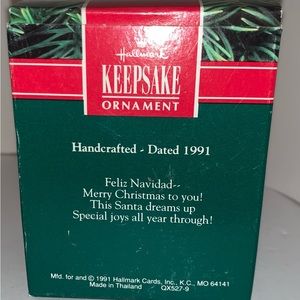 Hallmark
KEEPSAKE
ORNAMENT
Handcrafted - Dated 1991
Feliz Navidad--
Merry Christmas to you!
This Santa dreams up
Special joys all year through!
Mfd. for and © 1991 Hallmark Cards, Inc., K.C., MO 64141
Made in Thailand QX527-9